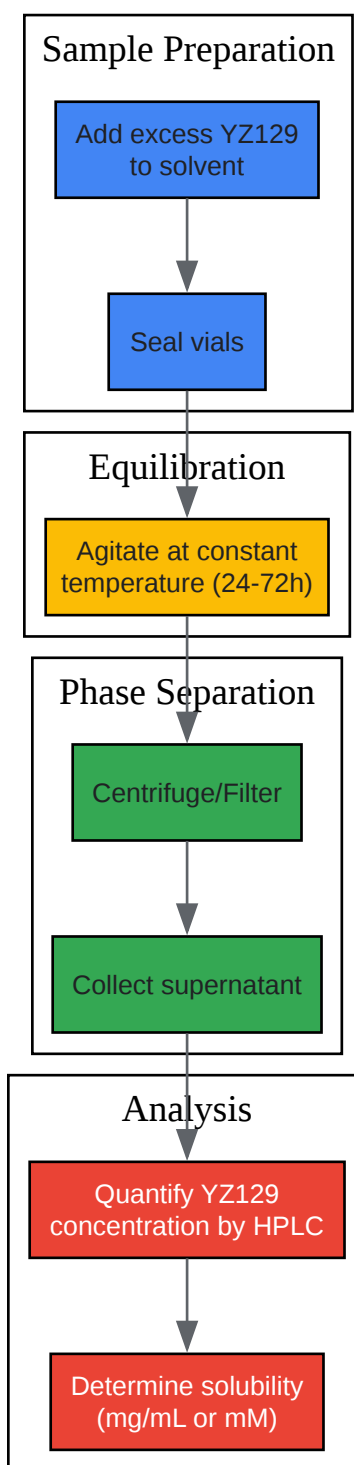 Sample Preparation
Add excess YZ129
to solvent
Seal vials
Equilibration
Agitate at constant
temperature (24-72h)
Phase Separation
Centrifuge/Filter
Collect supernatant
Analysis
Quantify YZ129
concentration by HPLC
Determine solubility
(mg/mL or mM)